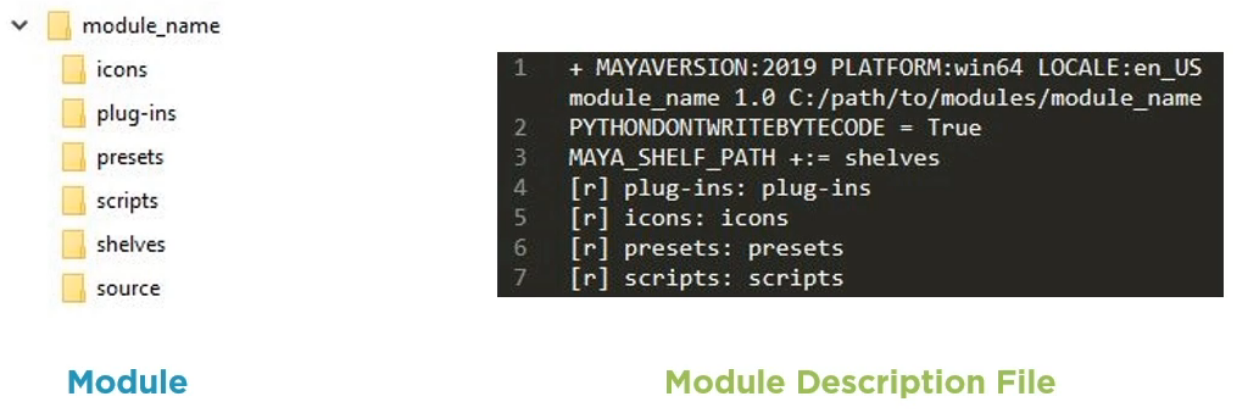 module_name
icons
plug-ins
presets
scripts
shelves
source
Module
1 + MAYAVERSION:2019 PLATFORM:win64 LOCALE:en_US
module_name 1.0 C:/path/to/modules/module_name
2 PYTHONDONTWRITEBYTECODE = True
3 MAYA_SHELF_PATH +:= shelves
4 [r] plug-ins: plug-ins
5 [r] icons: icons
6 [r] presets: presets
7 [r] scripts: scripts
Module Description File